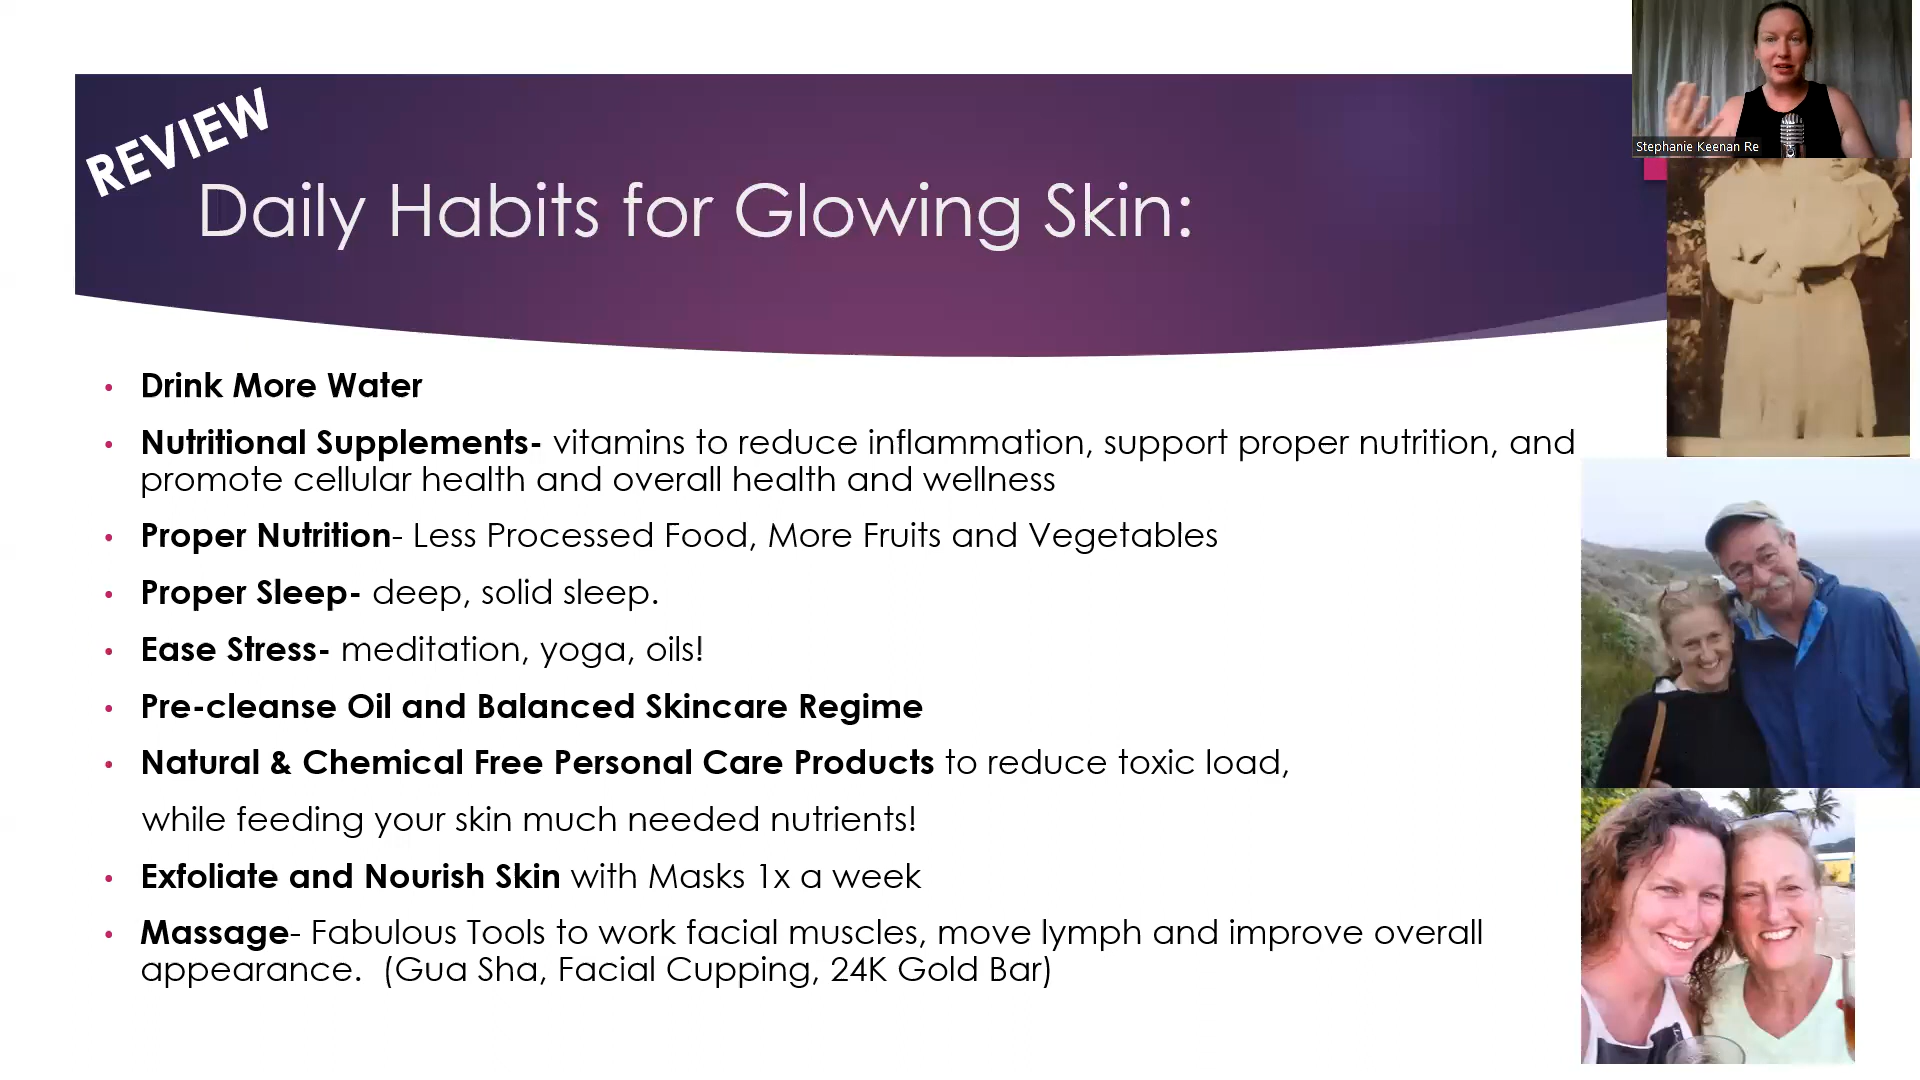 REVIEW
Daily Habits for Glowing Skin:
Stephanie Keenan Re
• Drink More Water
• Nutritional Supplements- vitamins to reduce inflammation, support proper nutrition, and
promote cellular health and overall health and wellness
• Proper Nutrition- Less Processed Food, More Fruits and Vegetables
• Proper Sleep- deep, solid sleep.
• Ease Stress- meditation, yoga, oils!
• Pre-cleanse Oil and Balanced Skincare Regime
• Natural & Chemical Free Personal Care Products to reduce toxic load,
while feeding your skin much needed nutrients!
• Exfoliate and Nourish Skin with Masks 1x a week
• Massage- Fabulous Tools to work facial muscles, move lymph and improve overall
appearance.  (Gua Sha, Facial Cupping, 24K Gold Bar)